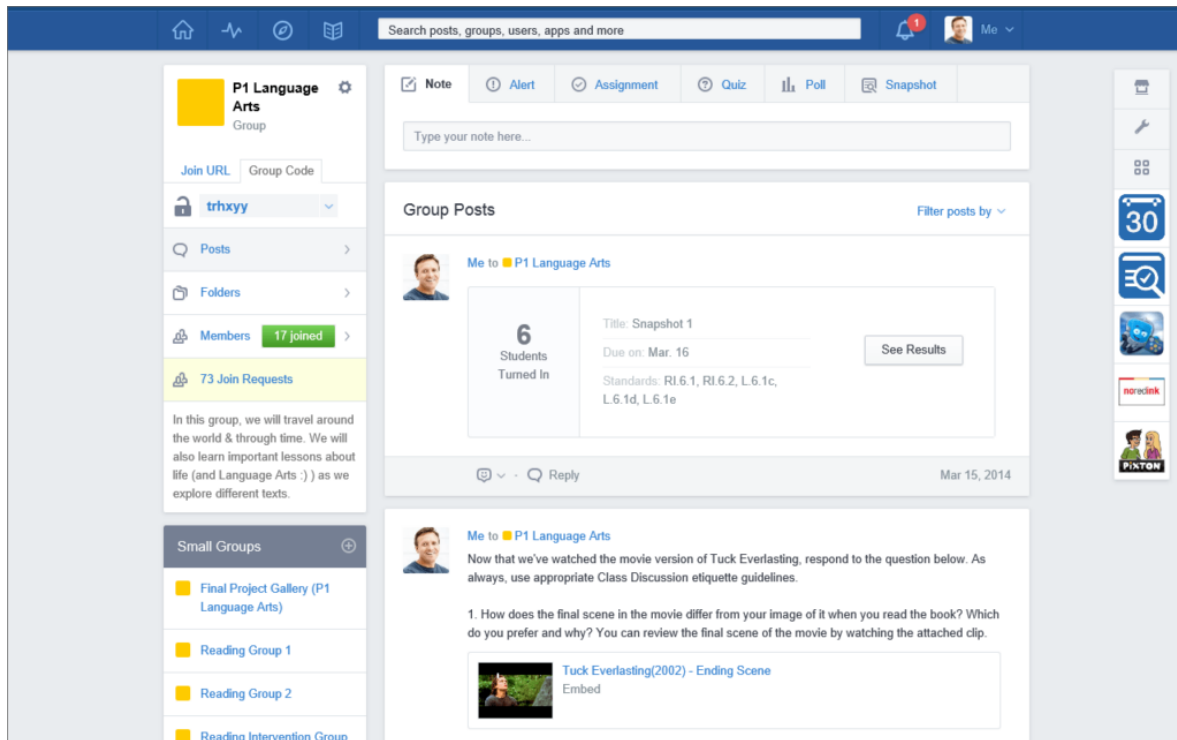 Search posts, groups, users, apps and more
1
Me
P1 Language
Arts
Group
Join URL Group Code
trhxyy
Posts
Folders
Members 17 joined
73 Join Requests
In this group, we will travel around
the world & through time. We will
also learn important lessons about
life (and Language Arts :) ) as we
explore different texts.
Small Groups
Final Project Gallery (P1
Language Arts)
Reading Group 1
Reading Group 2
Reading Intervention Group
Note Alert Assignment Quiz Poll Snapshot
Type your note here...
Group Posts Filter posts by
Me to P1 Language Arts
6
Students
Turned In
Title: Snapshot 1
Due on: Mar. 16
Standards: RI.6.1, RI.6.2, L.6.1c,
L.6.1d, L.6.1e
See Results
Reply Mar 15, 2014
Me to P1 Language Arts
Now that we've watched the movie version of Tuck Everlasting, respond to the question below. As
always, use appropriate Class Discussion etiquette guidelines.
1. How does the final scene in the movie differ from your image of it when you read the book? Which
do you prefer and why? You can review the final scene of the movie by watching the attached clip.
Tuck Everlasting(2002) - Ending Scene
Embed
30
noredink
PIXTON